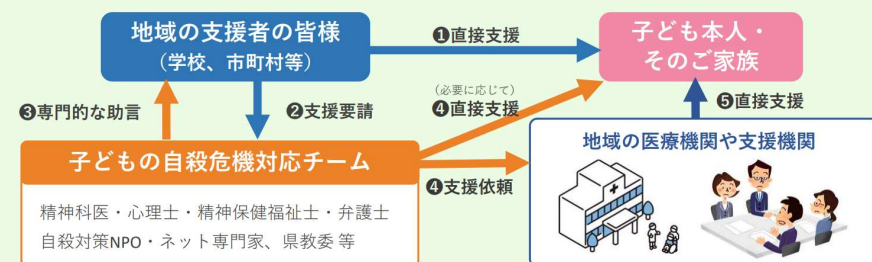 地域の支援者の皆様
（学校、市町村等）
❶直接支援
子ども本人・
そのご家族
❸専門的な助言
❷支援要請
（必要に応じて）
❹直接支援
❺直接支援
子どもの自殺危機対応チーム
❹支援依頼
地域の医療機関や支援機関
精神科医・心理士・精神保健福祉士・弁護士
自殺対策NPO・ネット専門家、県教委 等